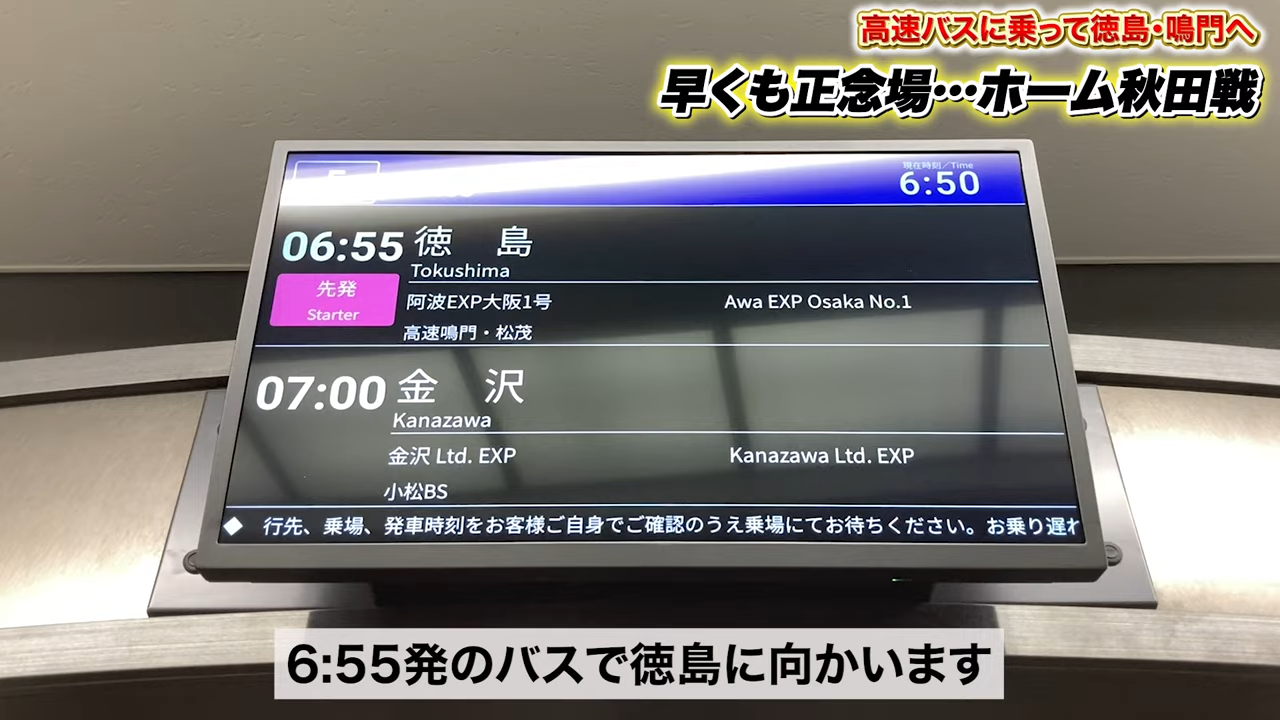 高速バスに乗って徳島・鳴門へ
早くも正念場…ホーム秋田戦
現在時刻/Time
6:50
06:55 徳 島
Tokushima
先発
Starter
阿波EXP大阪1号 Awa EXP Osaka No.1
高速鳴門・松茂
07:00 金 沢
Kanazawa
金沢 Ltd. EXP Kanazawa Ltd. EXP
小松BS
◆ 行先、乗場、発車時刻をお客様ご自身でご確認のうえ乗場にてお待ちください。お乗り遅れ
6:55発のバスで徳島に向かいます